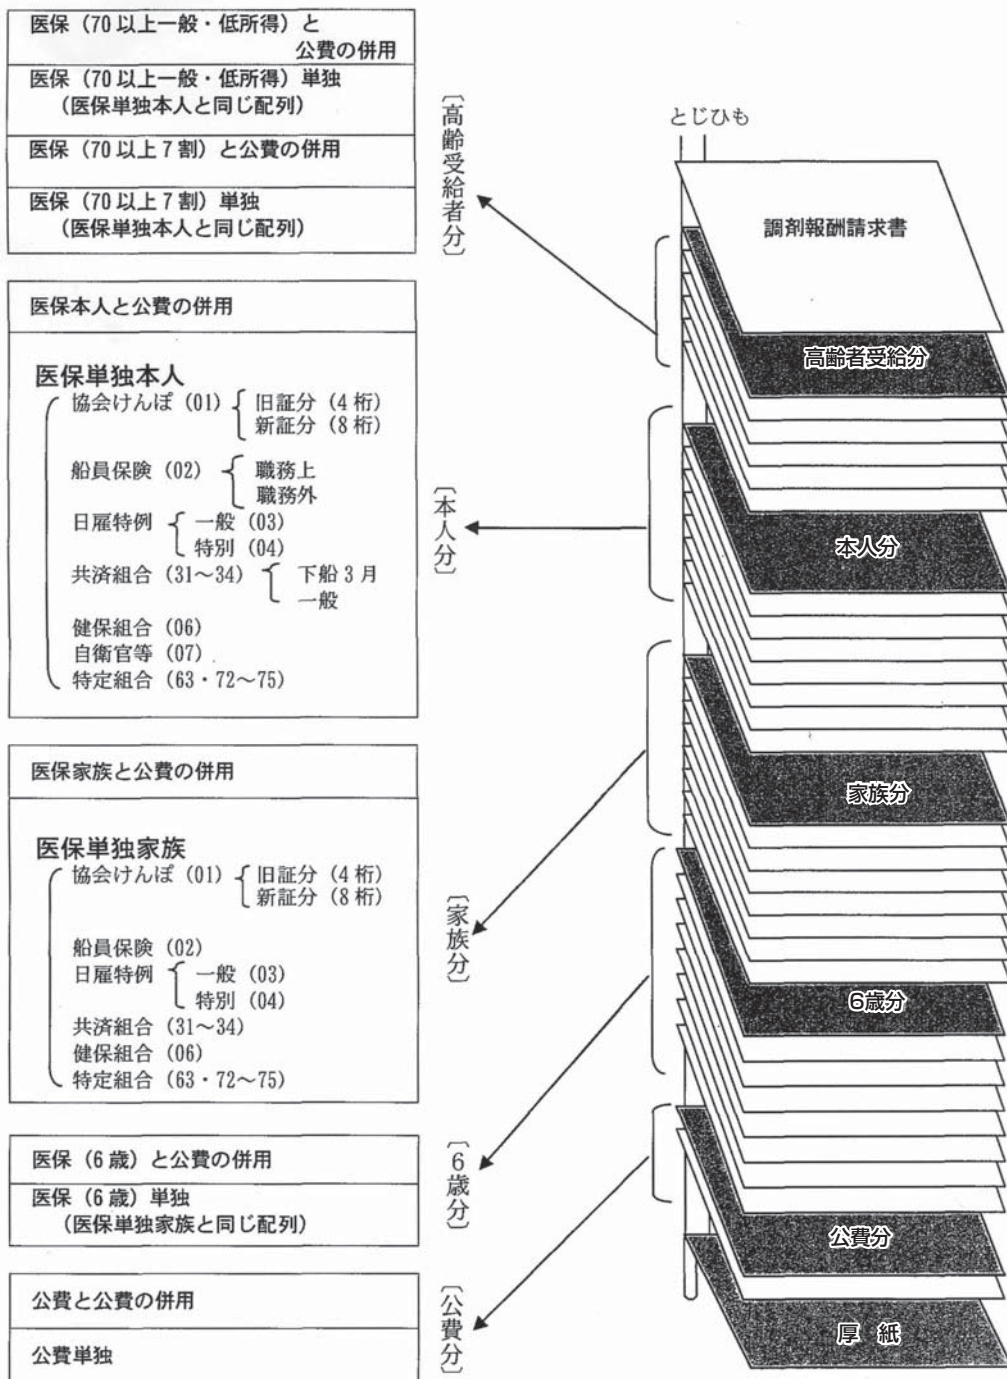 医保（70以上一般・低所得）と
公費の併用
医保（70以上一般・低所得）単独
（医保単独本人と同じ配列）
医保（70以上7割）と公費の併用
医保（70以上7割）単独
（医保単独本人と同じ配列）
〔高齢受給者分〕
医保本人と公費の併用
医保単独本人
協会けんぽ（01） 旧証分（4桁）
新証分（8桁）
船員保険（02） 職務上
職務外
日雇特例 一般（03）
特別（04）
共済組合（31～34） 下船3月
一般
健保組合（06）
自衛官等（07）
特定組合（63・72～75）
〔本人分〕
医保家族と公費の併用
医保単独家族
協会けんぽ（01） 旧証分（4桁）
新証分（8桁）
船員保険（02）
日雇特例 一般（03）
特別（04）
共済組合（31～34）
健保組合（06）
特定組合（63・72～75）
〔家族分〕
医保（6歳）と公費の併用
医保（6歳）単独
（医保単独家族と同じ配列）
〔6歳分〕
公費と公費の併用
公費単独
〔公費分〕
とじひも
調剤報酬請求書
高齢者受給分
本人分
家族分
6歳分
公費分
厚 紙